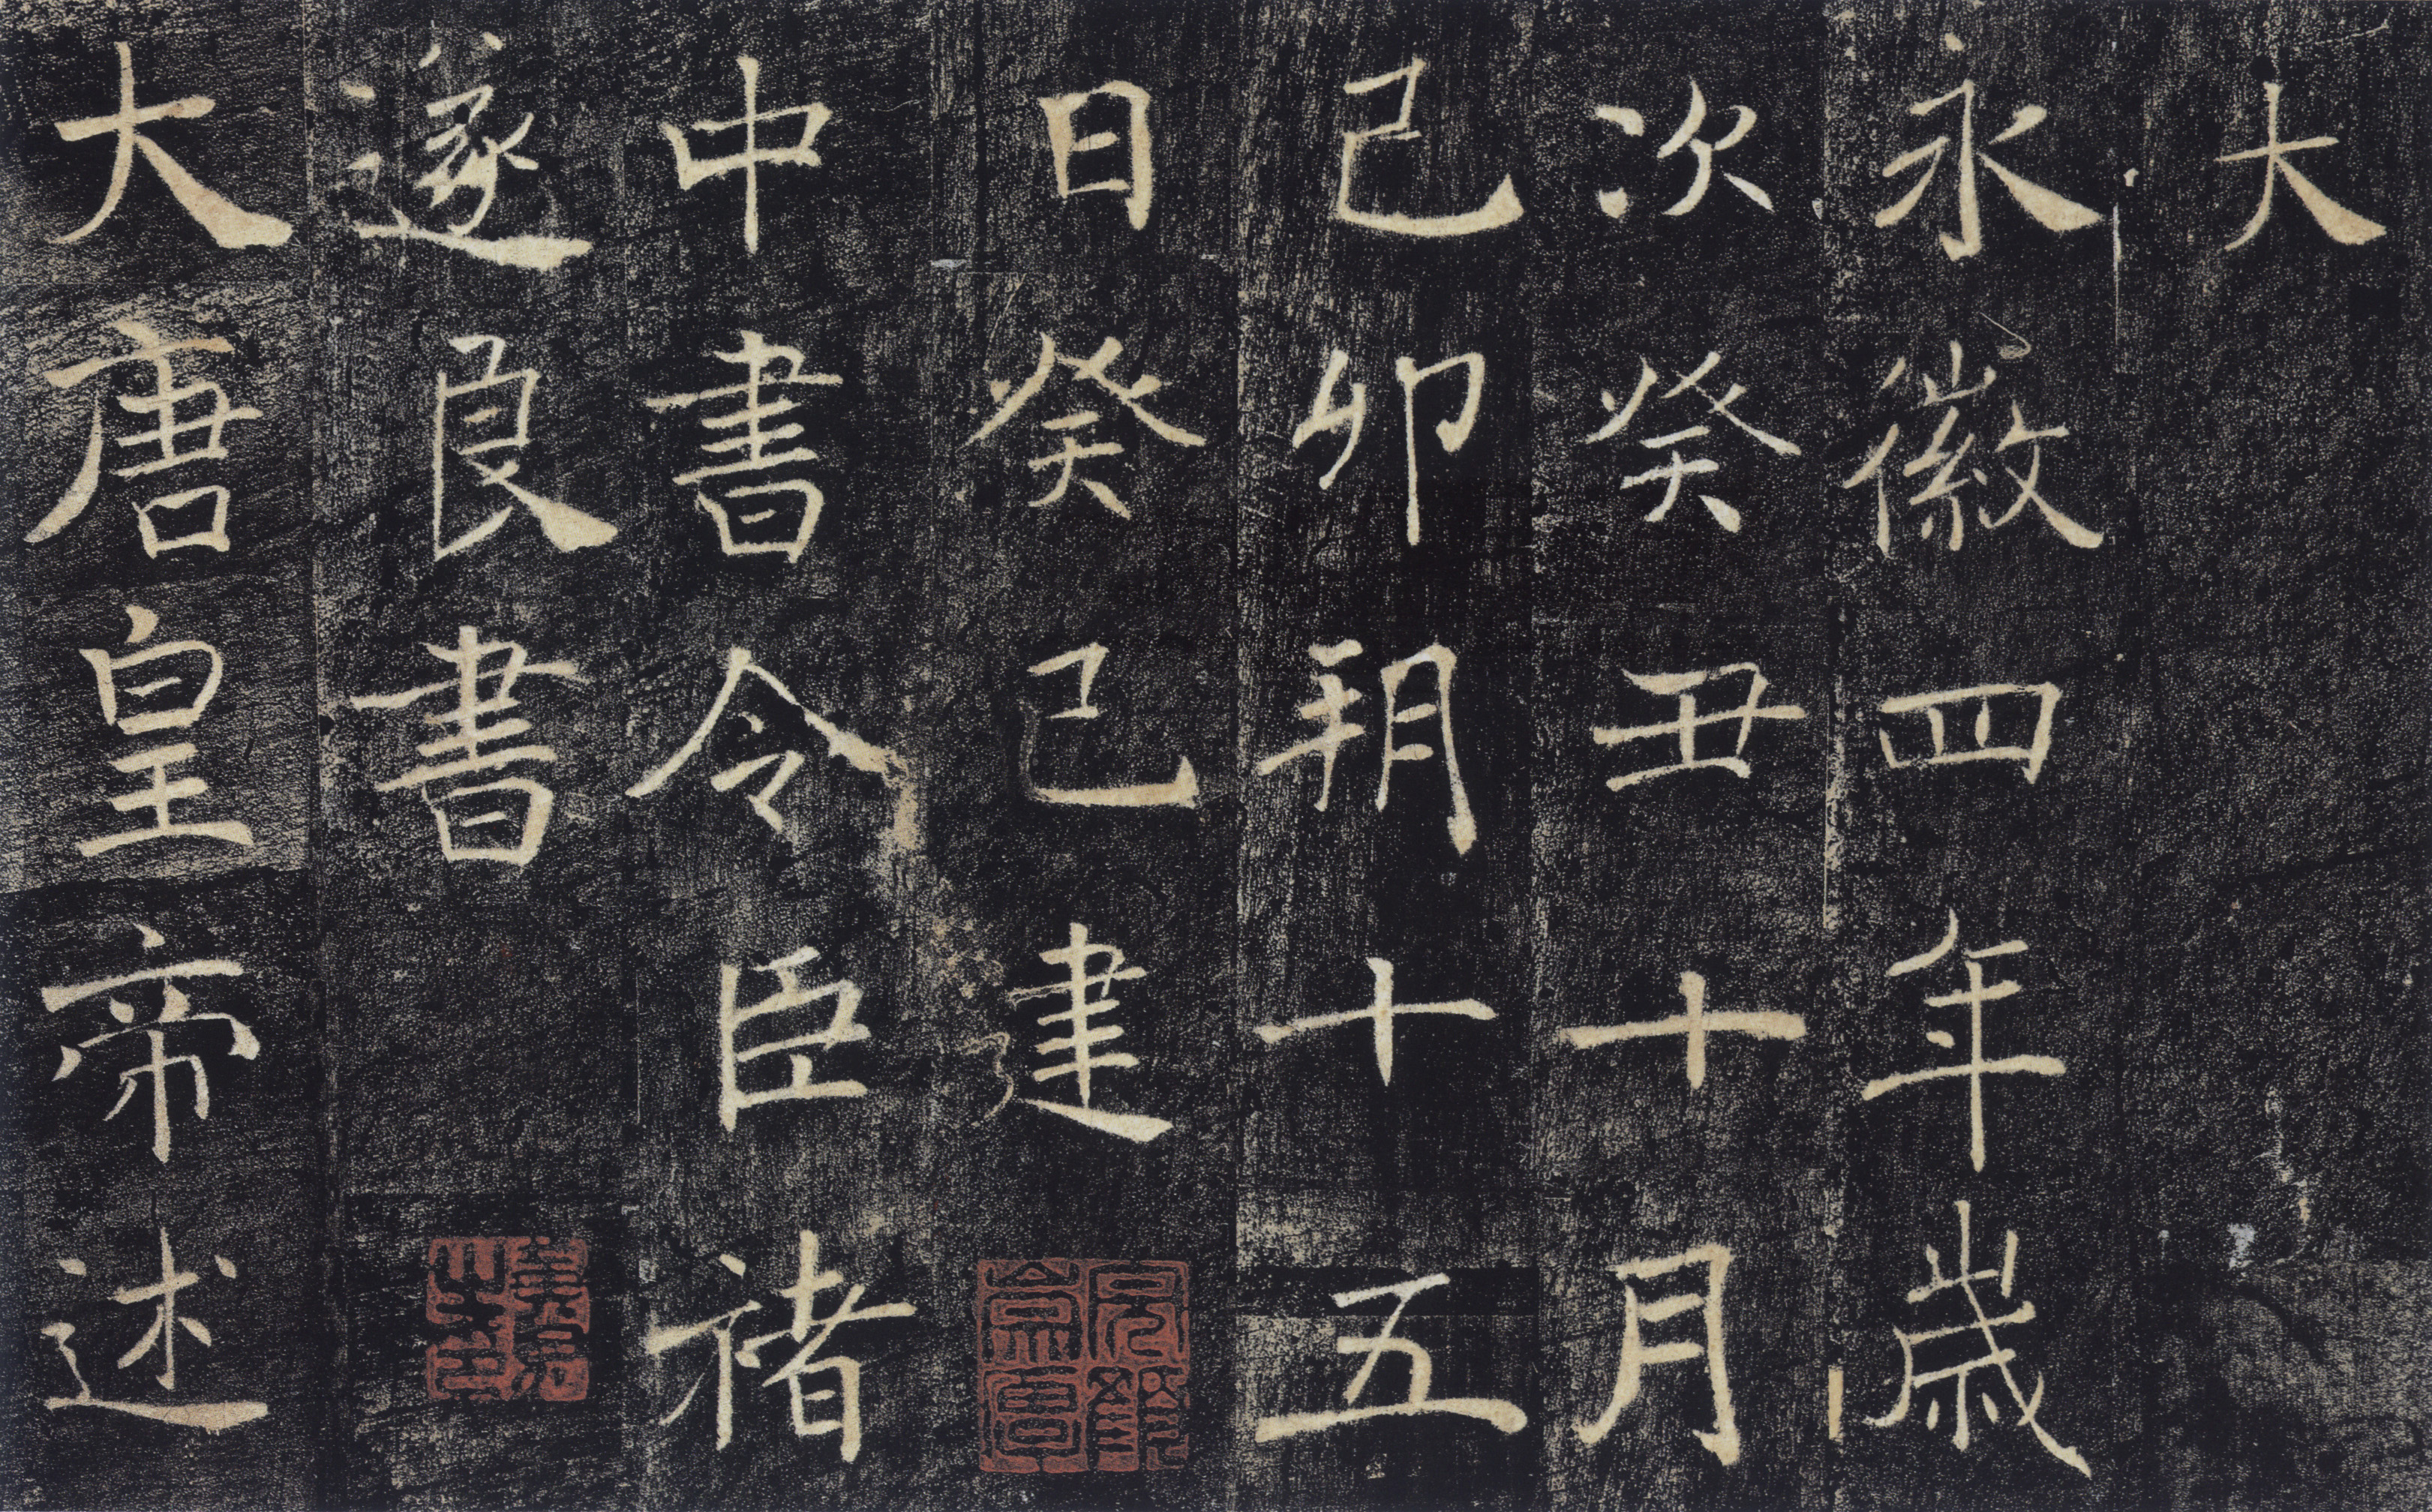 大
永徽四年歲
次癸丑十月
己卯朔十五
日癸巳建
中書令臣褚
遂良書
大唐皇帝述